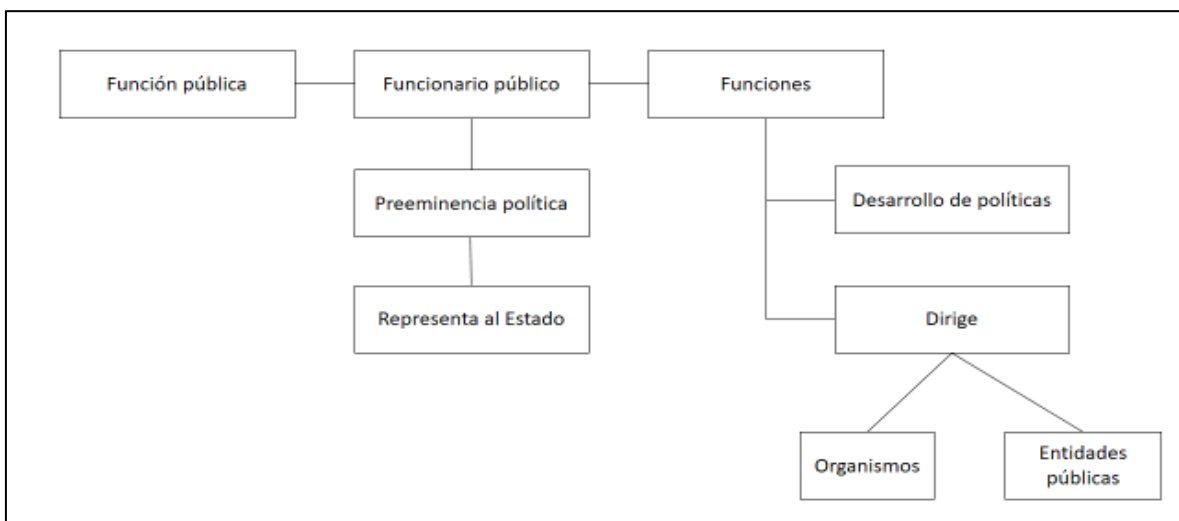 Función pública
Funcionario público
Funciones
Preeminencia política
Desarrollo de políticas
Representa al Estado
Dirige
Organismos
Entidades
públicas